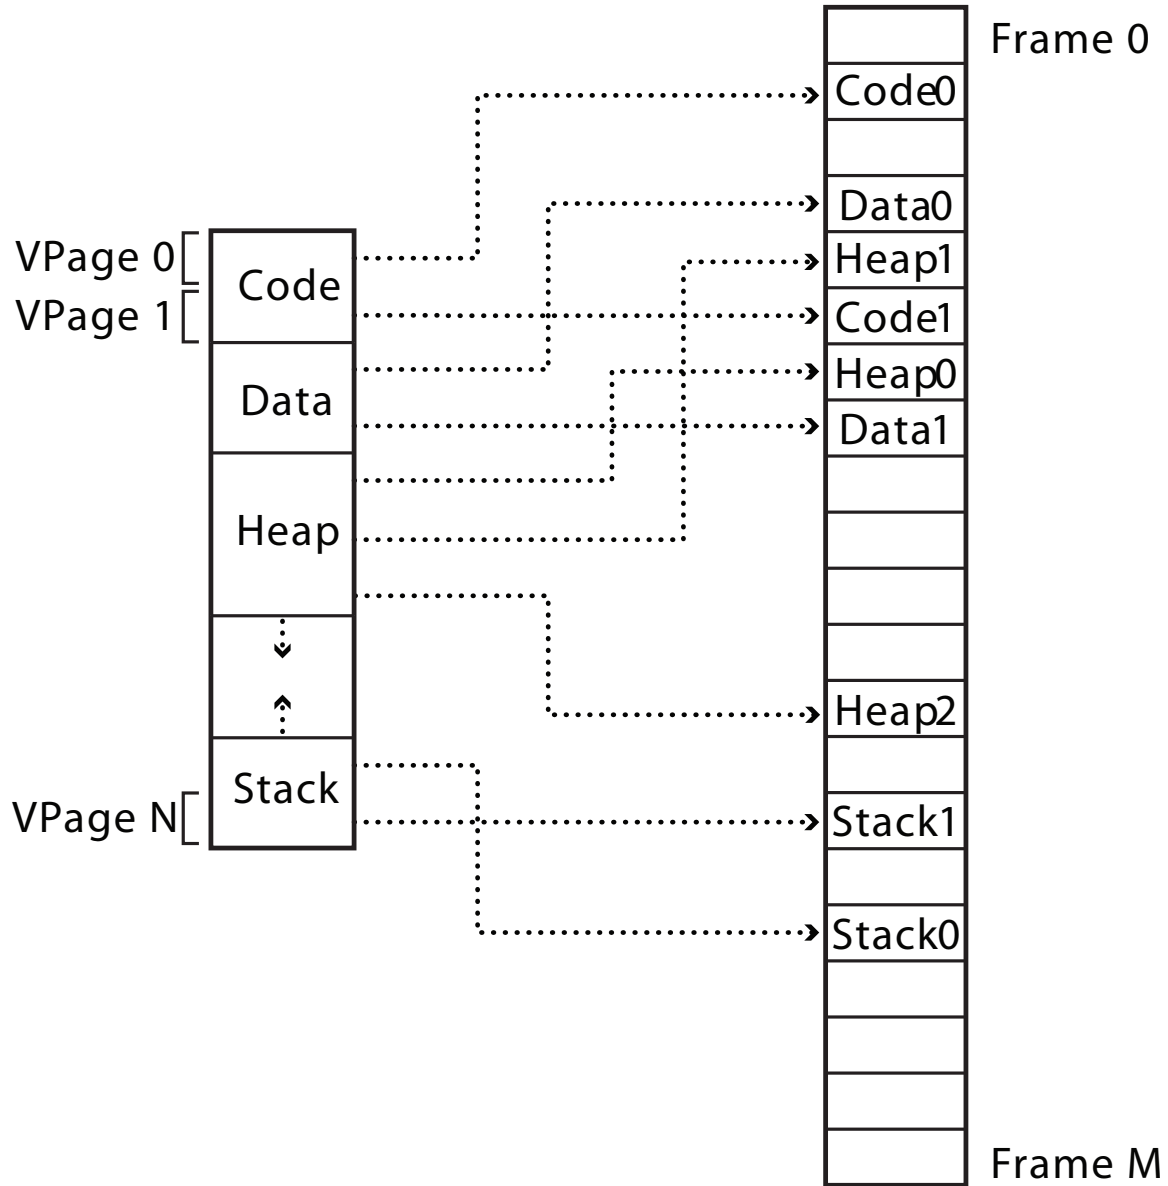 Frame 0
Code0
Data0
VPage 0
Code
Heap1
VPage 1
Code1
Heap0
Data
Data1
Heap
Heap2
Stack
VPage N
Stack1
Stack0
Frame M